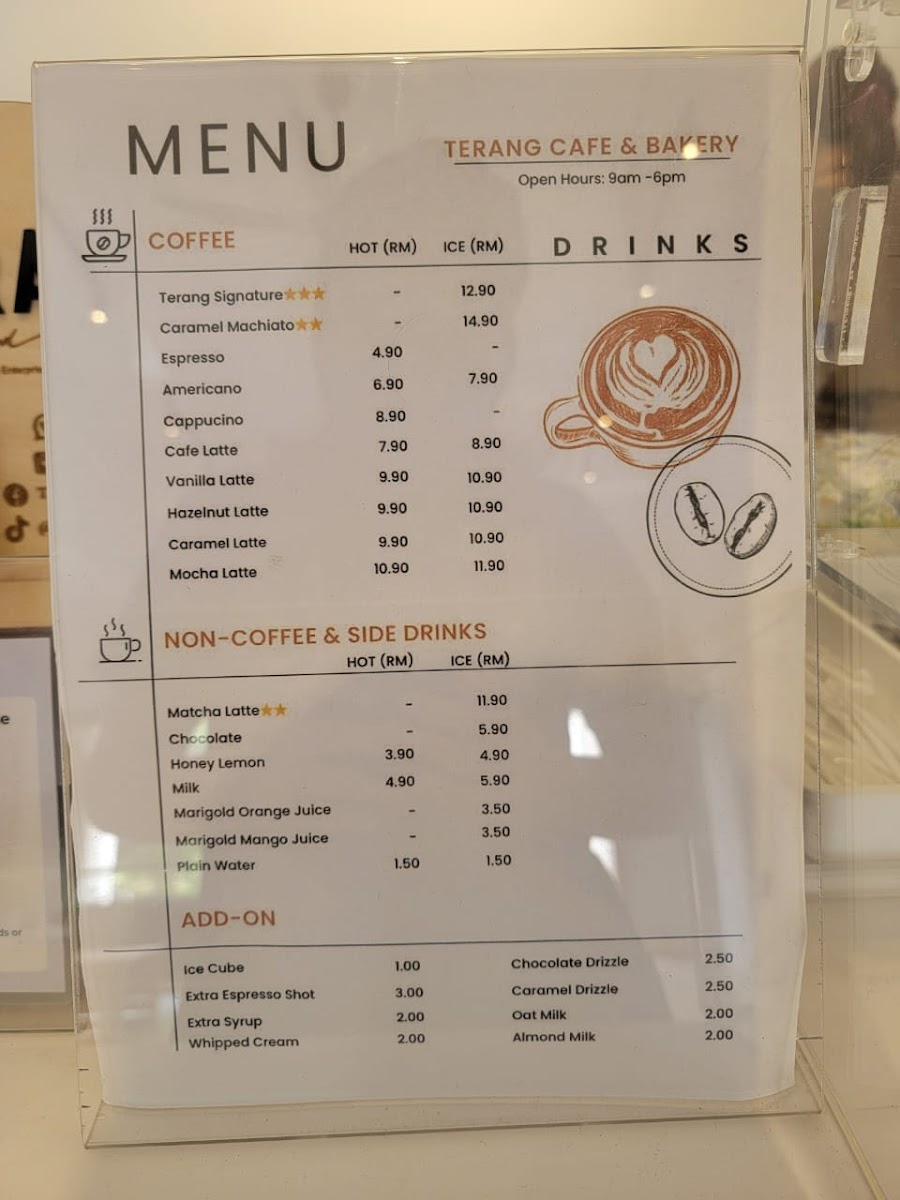 MENU
TERANG CAFE & BAKERY
Open Hours: 9am -6pm
COFFEE HOT (RM) ICE (RM) DRINKS
Terang Signature★★★ - 12.90
Caramel Machiato★★ - 14.90
Espresso 4.90 -
Americano 6.90 7.90
Cappucino 8.90 -
Cafe Latte 7.90 8.90
Vanilla Latte 9.90 10.90
Hazelnut Latte 9.90 10.90
Caramel Latte 9.90 10.90
Mocha Latte 10.90 11.90
NON-COFFEE & SIDE DRINKS
HOT (RM) ICE (RM)
Matcha Latte★★ - 11.90
Chocolate - 5.90
Honey Lemon 3.90 4.90
Milk 4.90 5.90
Marigold Orange Juice - 3.50
Marigold Mango Juice - 3.50
Plain Water 1.50 1.50
ADD-ON
Ice Cube 1.00 Chocolate Drizzle 2.50
Extra Espresso Shot 3.00 Caramel Drizzle 2.50
Extra Syrup 2.00 Oat Milk 2.00
Whipped Cream 2.00 Almond Milk 2.00